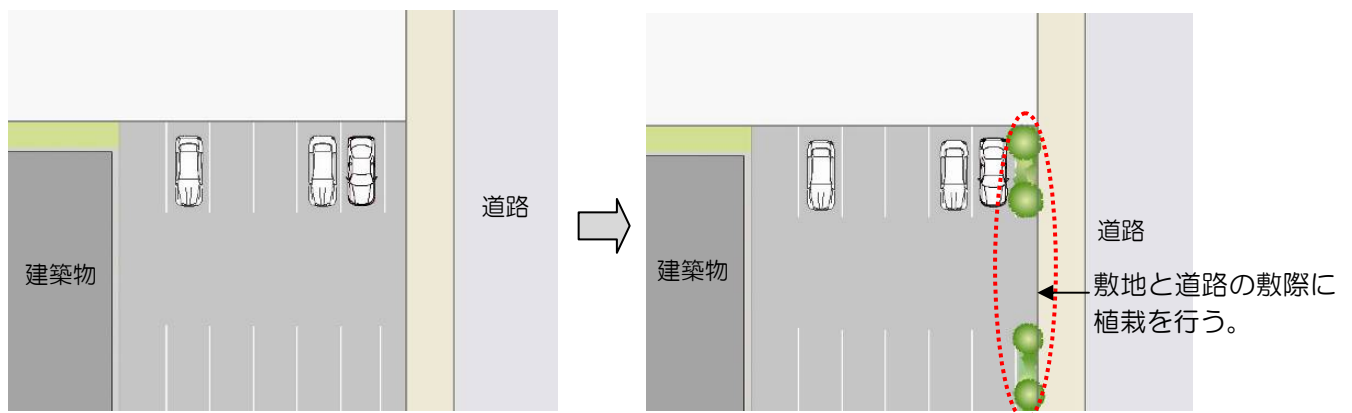 道路
建築物
道路
建築物
敷地と道路の敷際に
植栽を行う。